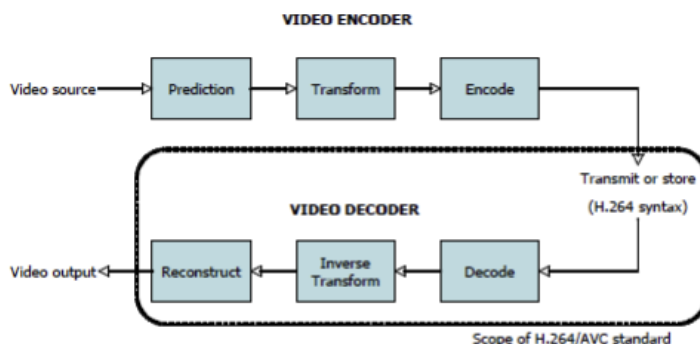 VIDEO ENCODER
Video source
Prediction
Transform
Encode
Transmit or store
(H.264 syntax)
VIDEO DECODER
Video output
Reconstruct
Inverse
Transform
Decode
Scope of H.264/AVC standard